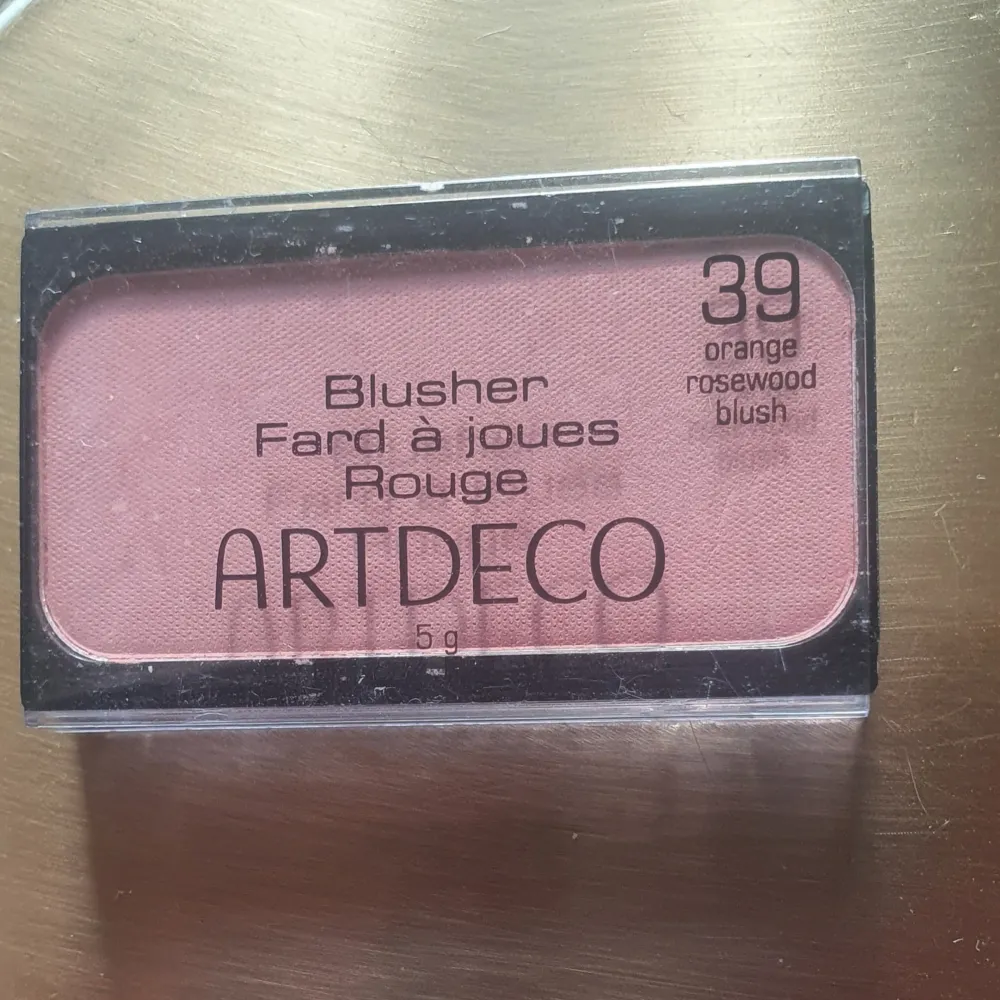 39
orange
rosewood
blush
Blusher
Fard à joues
Rouge
ARTDECO
5 g